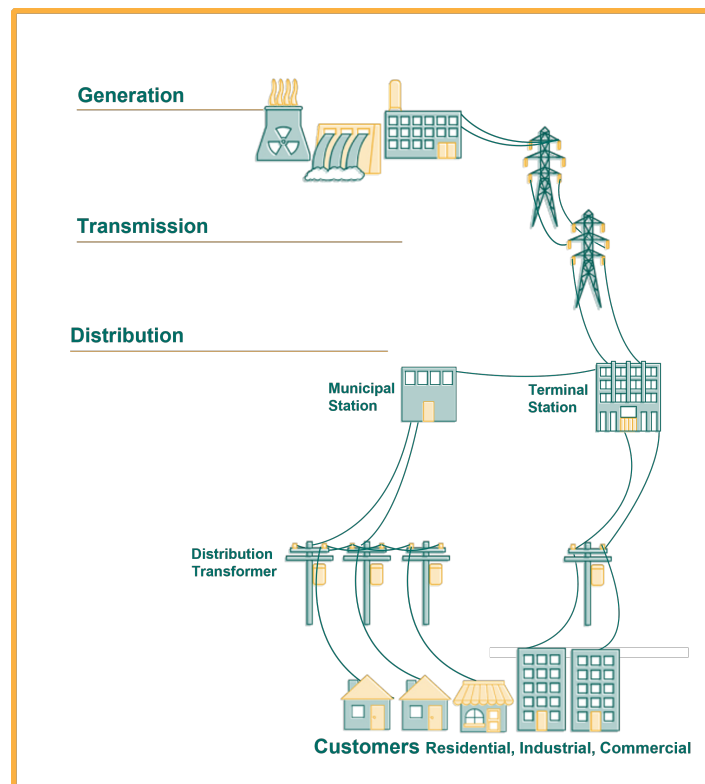 Generation
Transmission
Distribution
Municipal
Station
Terminal
Station
Distribution
Transformer
Customers Residential, Industrial, Commercial